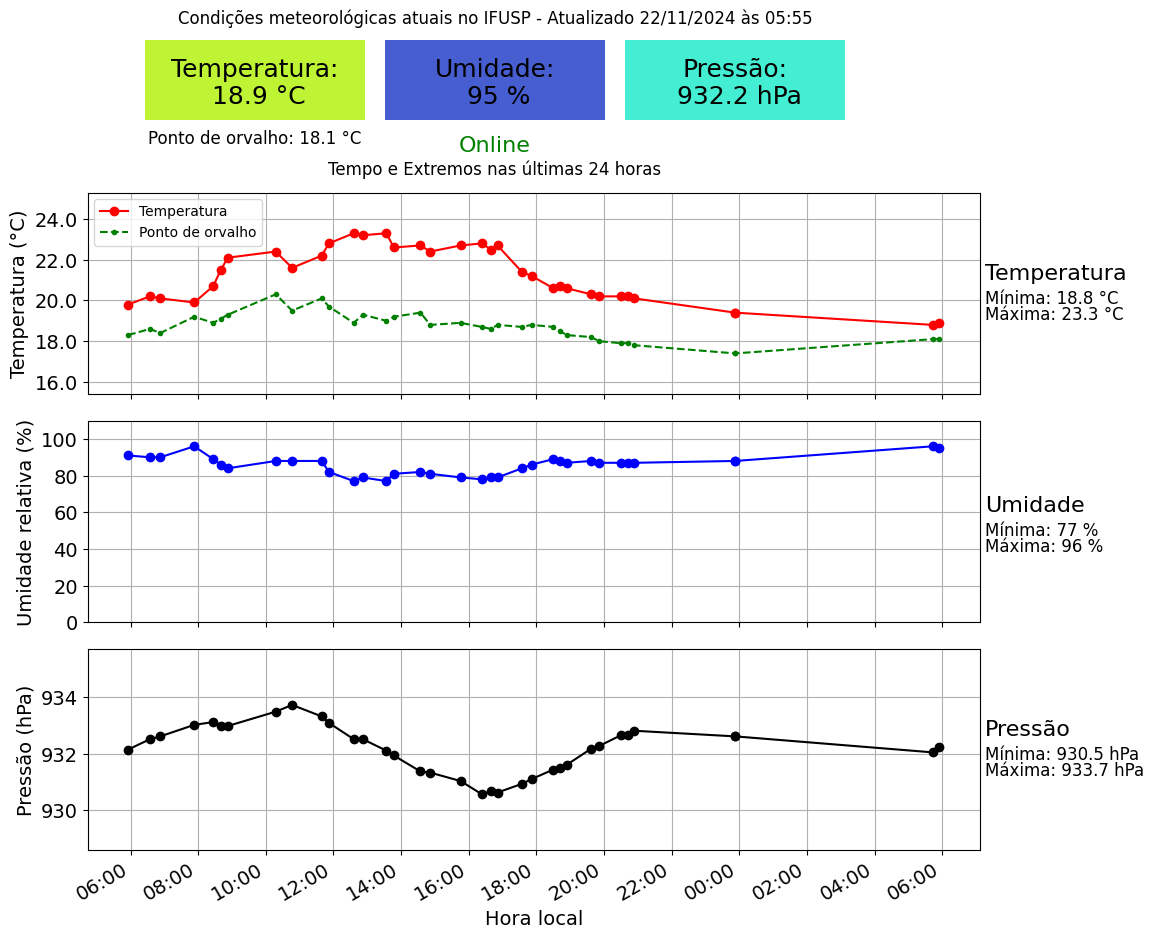 Condições meteorológicas atuais no IFUSP - Atualizado 22/11/2024 às 05:55
Temperatura:
18.9 °C
Umidade:
95 %
Pressão:
932.2 hPa
Ponto de orvalho: 18.1 °C
Online
Tempo e Extremos nas últimas 24 horas
Temperatura (°C)
24.0
22.0
20.0
18.0
16.0
Temperatura
Ponto de orvalho
Temperatura
Mínima: 18.8 °C
Máxima: 23.3 °C
Umidade relativa (%)
100
80
60
40
20
0
Umidade
Mínima: 77 %
Máxima: 96 %
Pressão (hPa)
934
932
930
Pressão
Mínima: 930.5 hPa
Máxima: 933.7 hPa
06:00 08:00 10:00 12:00 14:00 16:00 18:00 20:00 22:00 00:00 02:00 04:00 06:00
Hora local